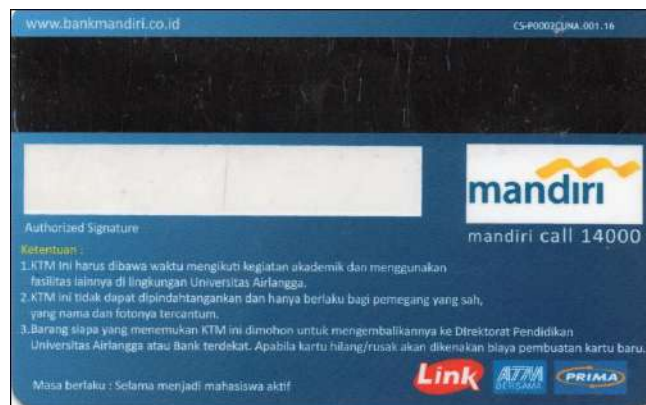 www.bankmandiri.co.id
CS-P0002CUNA.001.16
mandiri
Authorized Signature
mandiri call 14000
Ketentuan :
1.KTM Ini harus dibawa waktu mengikuti kegiatan akademik dan menggunakan
fasilitas lainnya di lingkungan Universitas Airlangga.
2.KTM ini tidak dapat dipindahtangankan dan hanya berlaku bagi pemegang yang sah,
yang nama dan fotonya tercantum.
3.Barang siapa yang menemukan KTM ini dimohon untuk mengembalikannya ke Direktorat Pendidikan
Universitas Airlangga atau Bank terdekat. Apabila kartu hilang/rusak akan dikenakan biaya pembuatan kartu baru.
Link
ATM
BERSAMA
PRIMA
Masa berlaku : Selama menjadi mahasiswa aktif